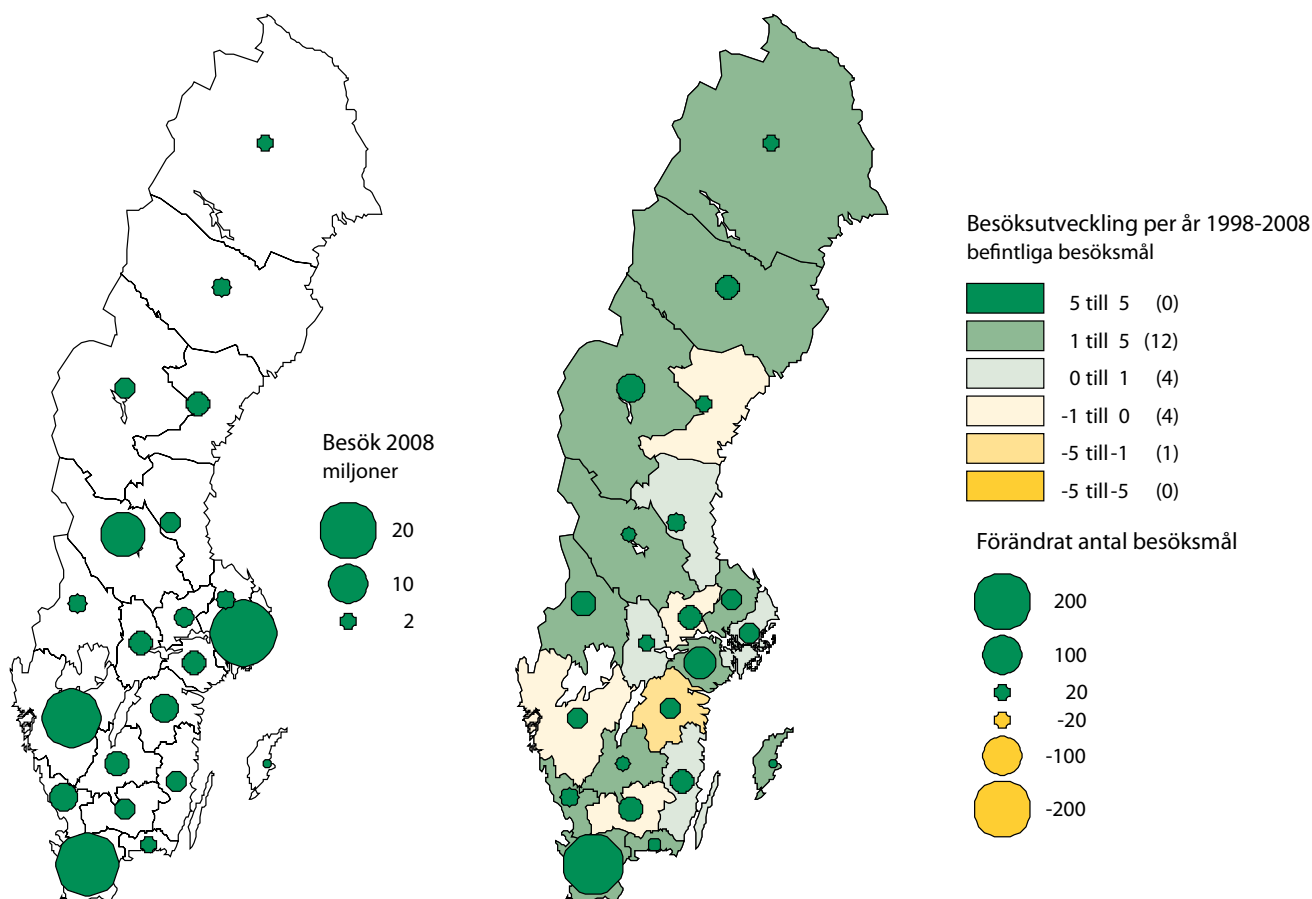 Besök 2008
miljoner
20
10
2
Besöksutveckling per år 1998-2008
befintliga besöksmål
5 till 5 (0)
1 till 5 (12)
0 till 1 (4)
-1 till 0 (4)
-5 till -1 (1)
-5 till -5 (0)
Förändrat antal besöksmål
200
100
20
-20
-100
-200